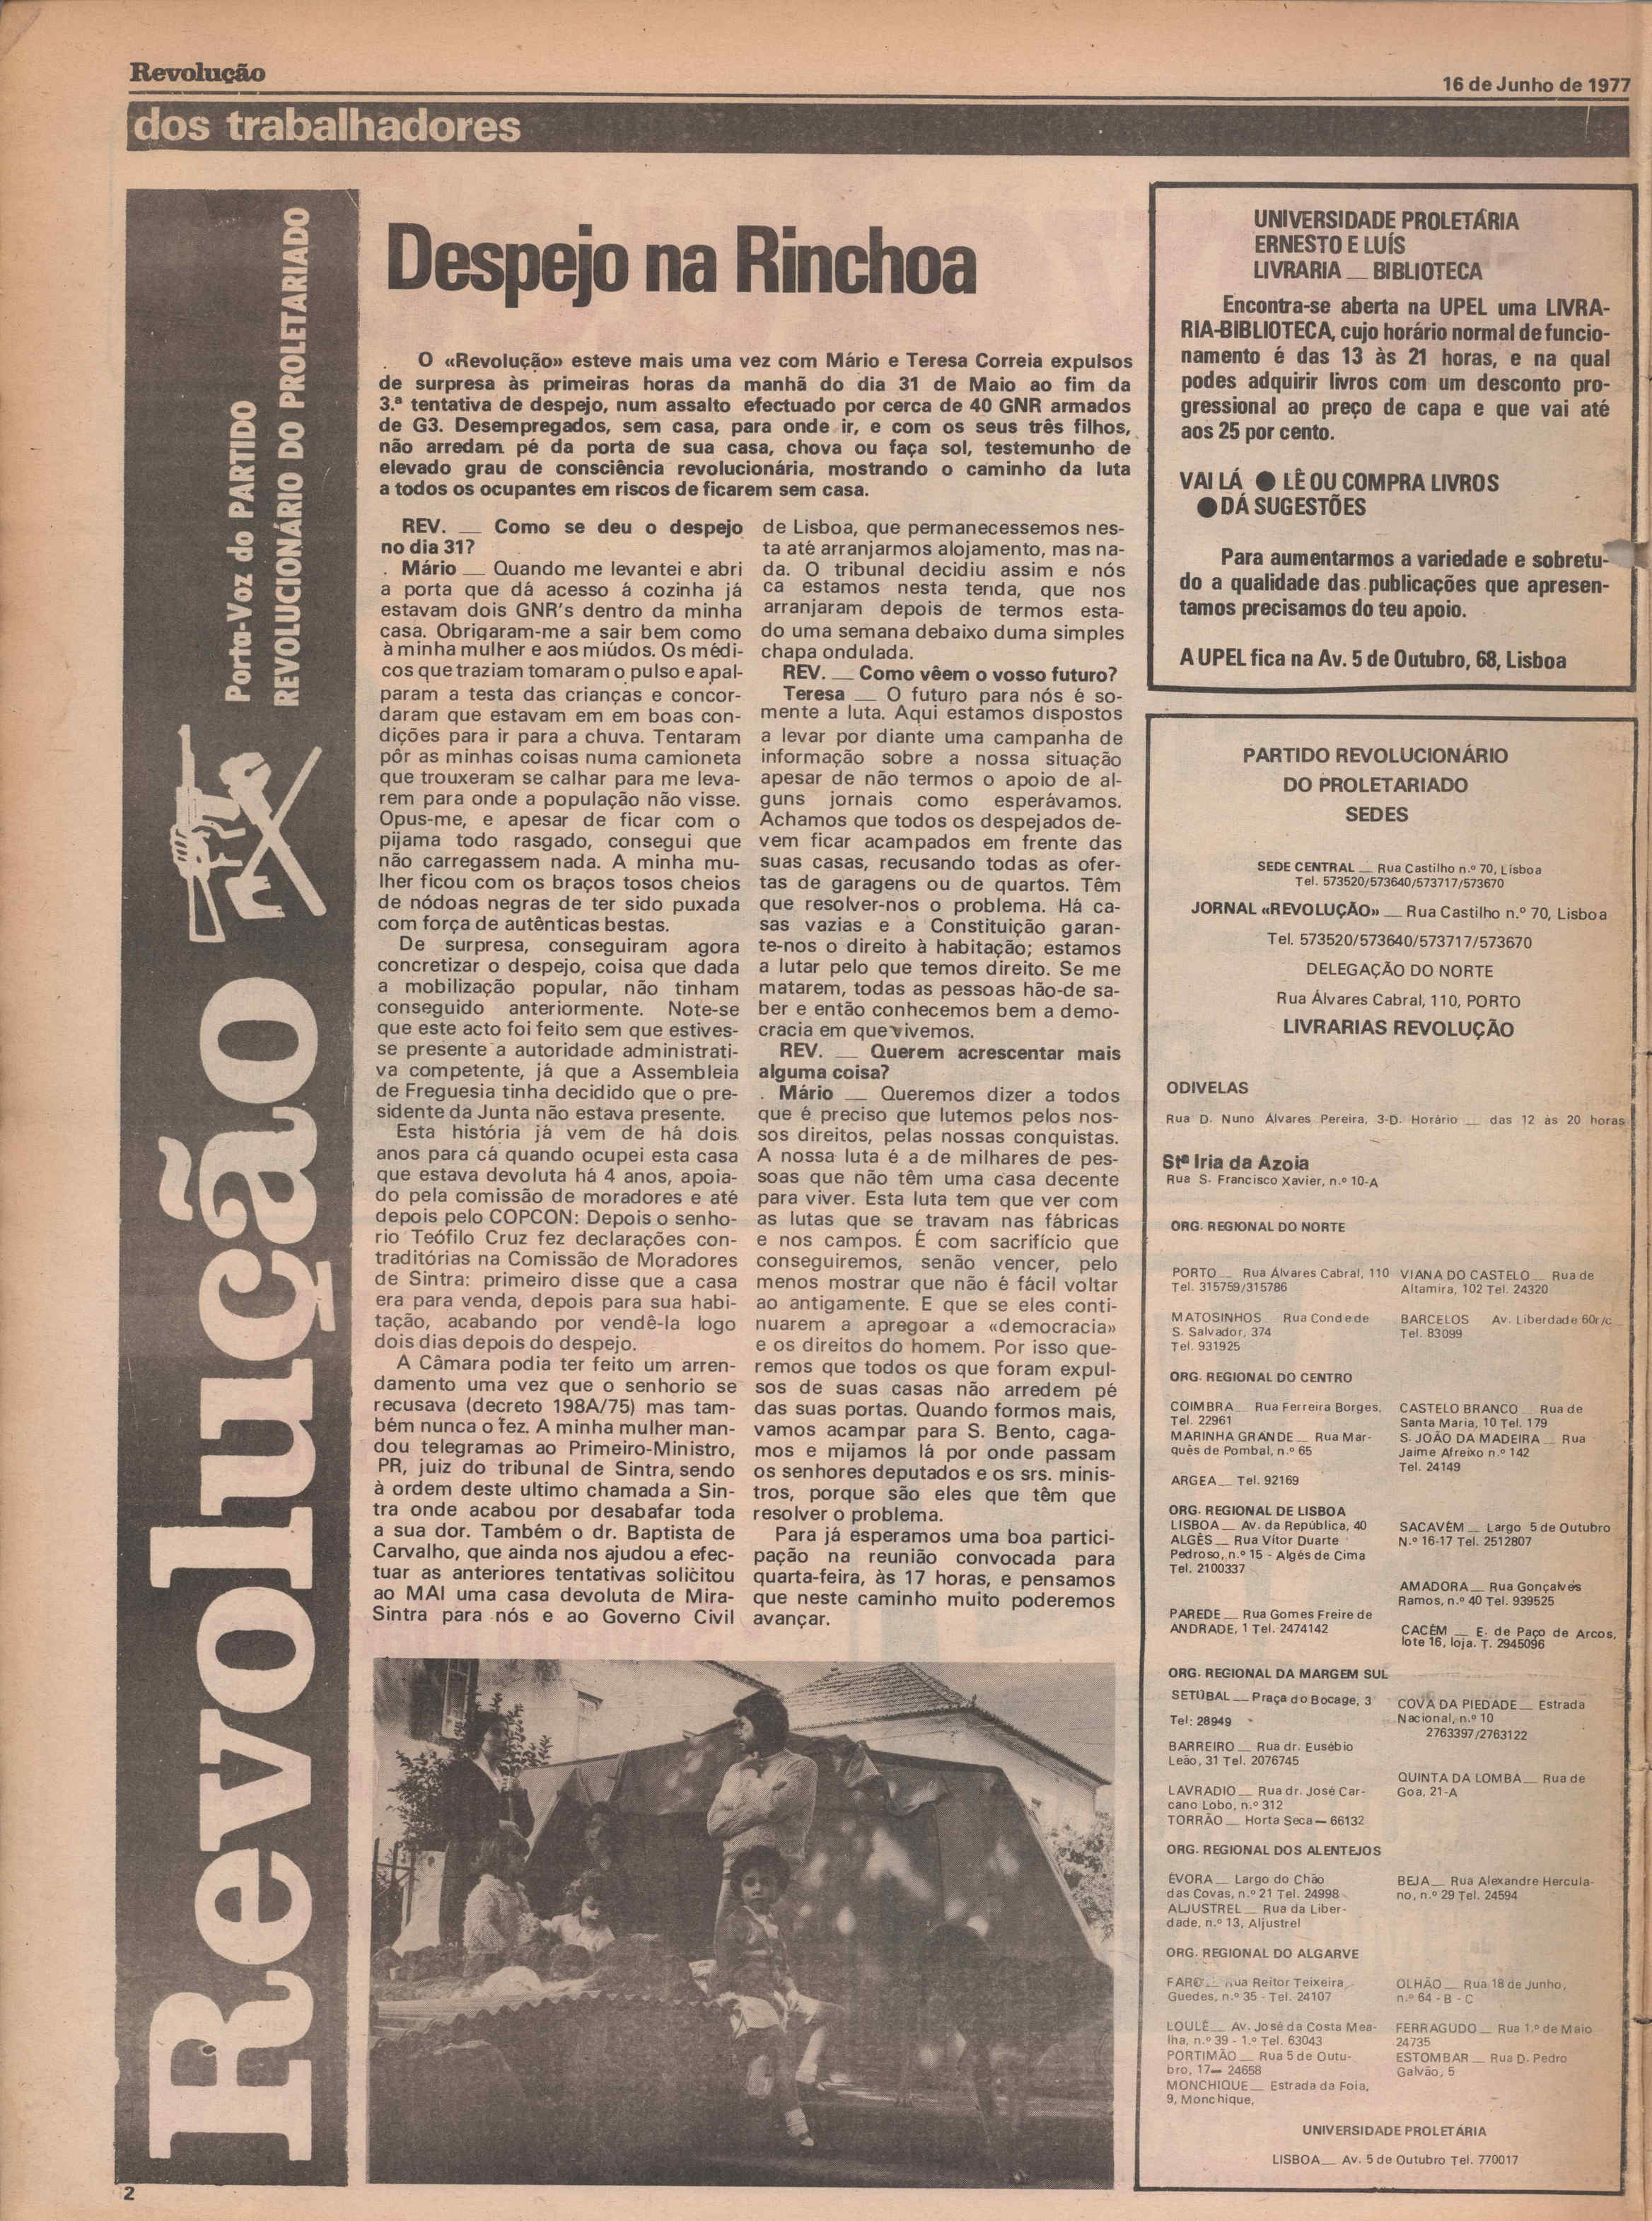 Revolução
16 de Junho de 1977
dos trabalhadores
Revolução
Porta-Voz do PARTIDO
REVOLUCIONÁRIO DO PROLETARIADO
Despejo na Rinchoa
O «Revolução» esteve mais uma vez com Mário e Teresa Correia expulsos
de surpresa às primeiras horas da manhã do dia 31 de Maio ao fim da
3.ª tentativa de despejo, num assalto efectuado por cerca de 40 GNR armados
de G3. Desempregados, sem casa, para onde ir, e com os seus três filhos,
não arredam pé da porta de sua casa, chova ou faça sol, testemunho de
elevado grau de consciência revolucionária, mostrando o caminho da luta
a todos os ocupantes em riscos de ficarem sem casa.
REV. — Como se deu o despejo
no dia 31?
. Mário — Quando me levantei e abri
a porta que dá acesso á cozinha já
estavam dois GNR's dentro da minha
casa. Obrigaram-me a sair bem como
à minha mulher e aos miúdos. Os médi-
cos que traziam tomaram o pulso e apal-
param a testa das crianças e concor-
daram que estavam em em boas con-
dições para ir para a chuva. Tentaram
pôr as minhas coisas numa camioneta
que trouxeram se calhar para me leva-
rem para onde a população não visse.
Opus-me, e apesar de ficar com o
pijama todo rasgado, consegui que
não carregassem nada. A minha mu-
lher ficou com os braços tosos cheios
de nódoas negras de ter sido puxada
com força de autênticas bestas.
De surpresa, conseguiram agora
concretizar o despejo, coisa que dada
a mobilização popular, não tinham
conseguido anteriormente. Note-se
que este acto foi feito sem que estives-
se presente a autoridade administrati-
va competente, já que a Assembleia
de Freguesia tinha decidido que o pre-
sidente da Junta não estava presente.
Esta história já vem de há dois
anos para cá quando ocupei esta casa
que estava devoluta há 4 anos, apoia-
do pela comissão de moradores e até
depois pelo COPCON: Depois o senho-
rio Teófilo Cruz fez declarações con-
traditórias na Comissão de Moradores
de Sintra: primeiro disse que a casa
era para venda, depois para sua habi-
tação, acabando por vendê-la logo
dois dias depois do despejo.
A Câmara podia ter feito um arren-
damento uma vez que o senhorio se
recusava (decreto 198A/75) mas tam-
bém nunca o fez. A minha mulher man-
dou telegramas ao Primeiro-Ministro,
PR, juiz do tribunal de Sintra, sendo
à ordem deste ultimo chamada a Sin-
tra onde acabou por desabafar toda
a sua dor. Também o dr. Baptista de
Carvalho, que ainda nos ajudou a efec-
tuar as anteriores tentativas solicitou
ao MAI uma casa devoluta de Mira-
Sintra para nós e ao Governo Civil
de Lisboa, que permanecessemos nes-
ta até arranjarmos alojamento, mas na-
da. O tribunal decidiu assim e nós
ca estamos nesta tenda, que nos
arranjaram depois de termos esta-
do uma semana debaixo duma simples
chapa ondulada.
REV. — Como vêem o vosso futuro?
Teresa — O futuro para nós é so-
mente a luta. Aqui estamos dispostos
a levar por diante uma campanha de
informação sobre a nossa situação
apesar de não termos o apoio de al-
guns jornais como esperávamos.
Achamos que todos os despejados de-
vem ficar acampados em frente das
suas casas, recusando todas as ofer-
tas de garagens ou de quartos. Têm
que resolver-nos o problema. Há ca-
sas vazias e a Constituição garan-
te-nos o direito à habitação; estamos
a lutar pelo que temos direito. Se me
matarem, todas as pessoas hão-de sa-
ber e então conhecemos bem a demo-
cracia em que vivemos.
REV. — Querem acrescentar mais
alguma coisa?
. Mário — Queremos dizer a todos
que é preciso que lutemos pelos nos-
sos direitos, pelas nossas conquistas.
A nossa luta é a de milhares de pes-
soas que não têm uma casa decente
para viver. Esta luta tem que ver com
as lutas que se travam nas fábricas
e nos campos. É com sacrifício que
conseguiremos, senão vencer, pelo
menos mostrar que não é fácil voltar
ao antigamente. E que se eles conti-
nuarem a apregoar a «democracia»
e os direitos do homem. Por isso que-
remos que todos os que foram expul-
sos de suas casas não arredem pé
das suas portas. Quando formos mais,
vamos acampar para S. Bento, caga-
mos e mijamos lá por onde passam
os senhores deputados e os srs. minis-
tros, porque são eles que têm que
resolver o problema.
Para já esperamos uma boa partici-
pação na reunião convocada para
quarta-feira, às 17 horas, e pensamos
que neste caminho muito poderemos
avançar.
UNIVERSIDADE PROLETÁRIA
ERNESTO E LUÍS
LIVRARIA — BIBLIOTECA
Encontra-se aberta na UPEL uma LIVRA-
RIA-BIBLIOTECA, cujo horário normal de funcio-
namento é das 13 às 21 horas, e na qual
podes adquirir livros com um desconto pro-
gressional ao preço de capa e que vai até
aos 25 por cento.
VAI LÁ ● LÊ OU COMPRA LIVROS
● DÁ SUGESTÕES
Para aumentarmos a variedade e sobretu-
do a qualidade das publicações que apresen-
tamos precisamos do teu apoio.
A UPEL fica na Av. 5 de Outubro, 68, Lisboa
PARTIDO REVOLUCIONÁRIO
DO PROLETARIADO
SEDES
SEDE CENTRAL — Rua Castilho n.º 70, Lisboa
Tel. 573520/573640/573717/573670
JORNAL «REVOLUÇÃO» — Rua Castilho n.º 70, Lisboa
Tel. 573520/573640/573717/573670
DELEGAÇÃO DO NORTE
Rua Álvares Cabral, 110, PORTO
LIVRARIAS REVOLUÇÃO
ODIVELAS
Rua D. Nuno Álvares Pereira, 3-D. Horário — das 12 às 20 horas
Stª Iria da Azoia
Rua S. Francisco Xavier, n.º 10-A
ORG. REGIONAL DO NORTE
PORTO — Rua Álvares Cabral, 110
Tel. 315759/315786
VIANA DO CASTELO — Rua de
Altamira, 102 Tel. 24320
MATOSINHOS Rua Conde de
S. Salvador, 374
Tel. 931925
BARCELOS Av. Liberdade 60r/c
Tel. 83099
ORG. REGIONAL DO CENTRO
COIMBRA — Rua Ferreira Borges,
Tel. 22961
MARINHA GRANDE — Rua Mar-
quês de Pombal, n.º 65
ARGEA — Tel. 92169
CASTELO BRANCO — Rua de
Santa Maria, 10 Tel. 179
S. JOÃO DA MADEIRA — Rua
Jaime Afreixo n.º 142
Tel. 24149
ORG. REGIONAL DE LISBOA
LISBOA — Av. da República, 40
ALGÉS — Rua Vítor Duarte
Pedroso, n.º 15 - Algés de Cima
Tel. 2100337
SACAVÉM — Largo 5 de Outubro
N.º 16-17 Tel. 2512807
AMADORA — Rua Gonçalves
Ramos, n.º 40 Tel. 939525
PAREDE — Rua Gomes Freire de
ANDRADE, 1 Tel. 2474142
CACÉM — E. de Paço de Arcos,
lote 16, loja. T. 2945096
ORG. REGIONAL DA MARGEM SUL
SETÚBAL — Praça do Bocage, 3
Tel: 28949
COVA DA PIEDADE — Estrada
Nacional, n.º 10
2763397/2763122
BARREIRO — Rua dr. Eusébio
Leão, 31 Tel. 2076745
LAVRADIO — Rua dr. José Car-
cano Lobo, n.º 312
TORRÃO — Horta Seca — 66132
QUINTA DA LOMBA — Rua de
Goa, 21-A
ORG. REGIONAL DOS ALENTEJOS
ÉVORA — Largo do Chão
das Covas, n.º 21 Tel. 24998
ALJUSTREL — Rua da Liber-
dade, n.º 13, Aljustrel
BEJA — Rua Alexandre Hercula-
no, n.º 29 Tel. 24594
ORG. REGIONAL DO ALGARVE
FARO — Rua Reitor Teixeira
Guedes, n.º 35 - Tel. 24107
OLHÃO — Rua 18 de Junho,
n.º 64 - B - C
LOULÉ — Av. José da Costa Mea-
lha, n.º 39 - 1.º Tel. 63043
PORTIMÃO — Rua 5 de Outu-
bro, 17 — 24658
MONCHIQUE — Estrada da Foia,
9, Monchique,
FERRAGUDO — Rua 1.º de Maio
24735
ESTOMBAR — Rua D. Pedro
Galvão, 5
UNIVERSIDADE PROLETÁRIA
LISBOA — Av. 5 de Outubro Tel. 770017
2